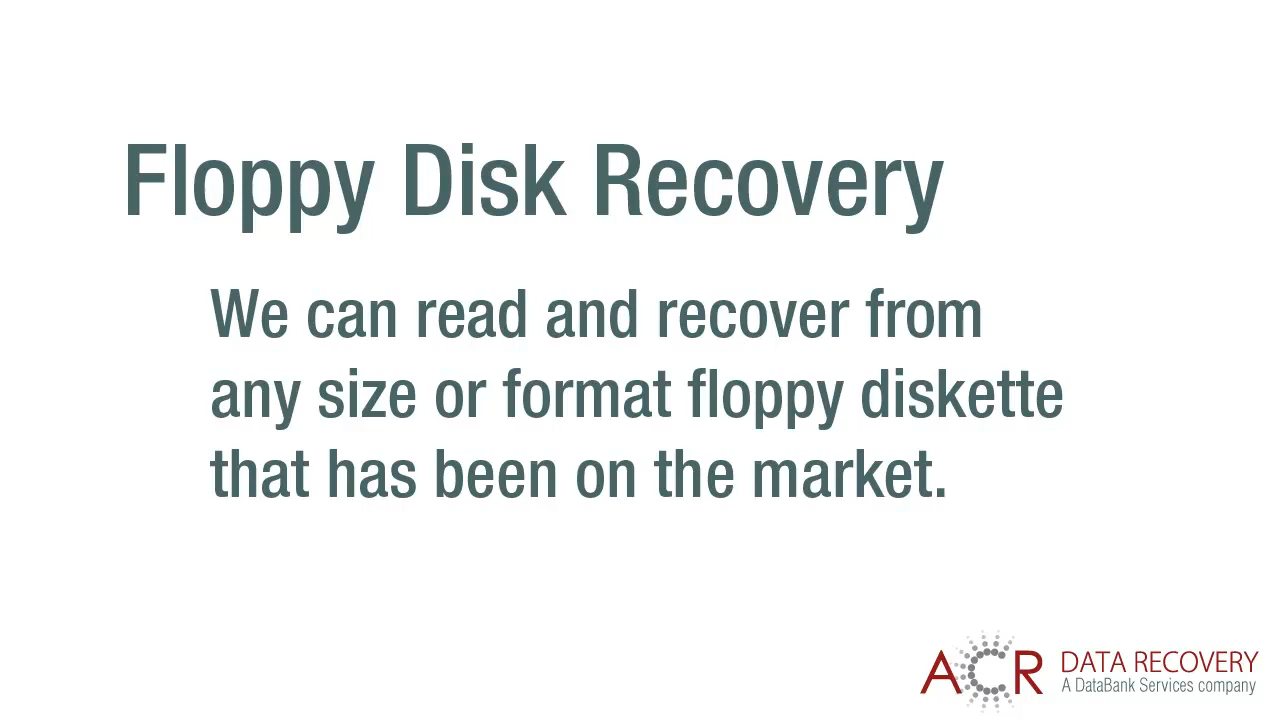 Floppy Disk Recovery
We can read and recover from
any size or format floppy diskette
that has been on the market.
ACR DATA RECOVERY
A DataBank Services company